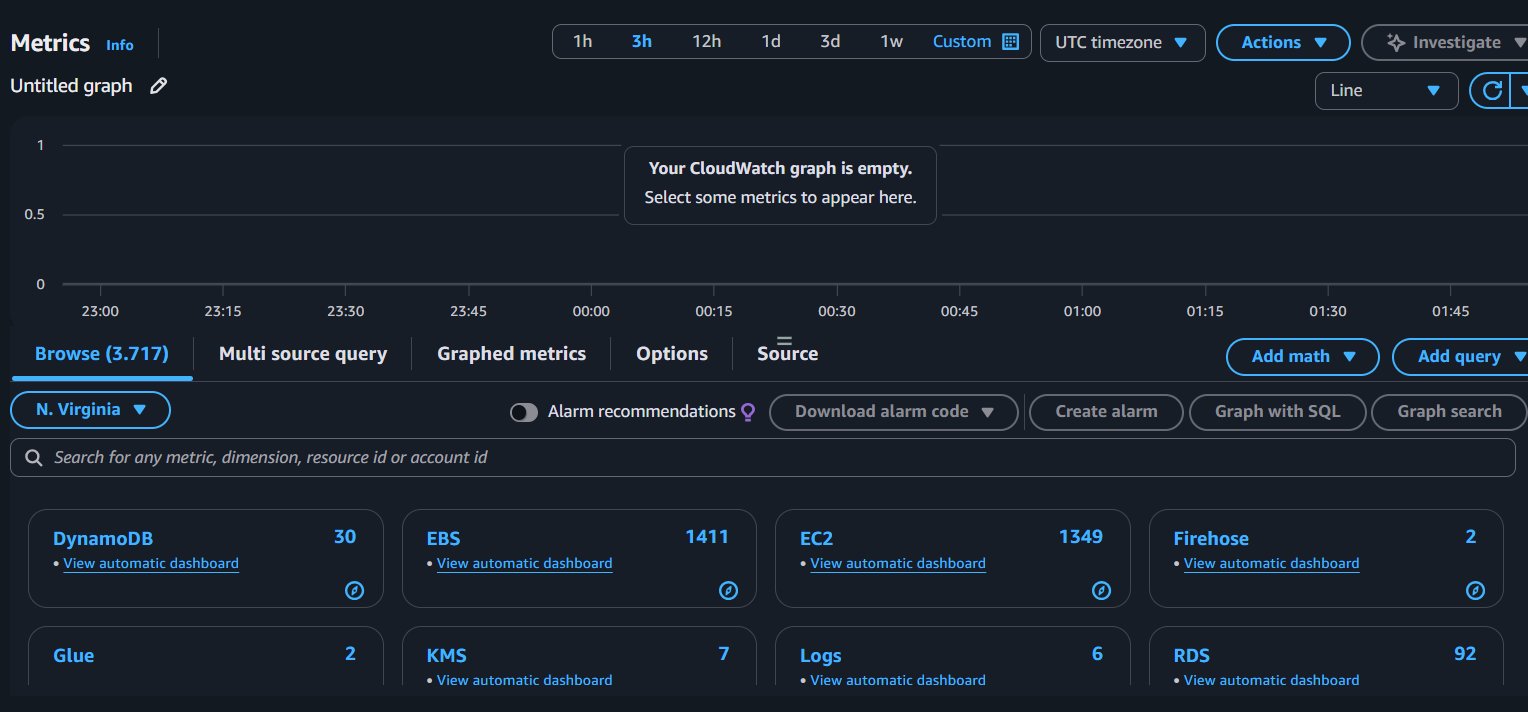 Metrics Info
1h 3h 12h 1d 3d 1w Custom UTC timezone Actions Investigate
Untitled graph
Line
1
Your CloudWatch graph is empty.
Select some metrics to appear here.
0.5
0
23:00 23:15 23:30 23:45 00:00 00:15 00:30 00:45 01:00 01:15 01:30 01:45
Browse (3.717) Multi source query Graphed metrics Options Source Add math Add query
N. Virginia Alarm recommendations Download alarm code Create alarm Graph with SQL Graph search
Search for any metric, dimension, resource id or account id
DynamoDB 30 EBS 1411 EC2 1349 Firehose 2
• View automatic dashboard • View automatic dashboard • View automatic dashboard • View automatic dashboard
Glue 2 KMS 7 Logs 6 RDS 92
• View automatic dashboard • View automatic dashboard • View automatic dashboard